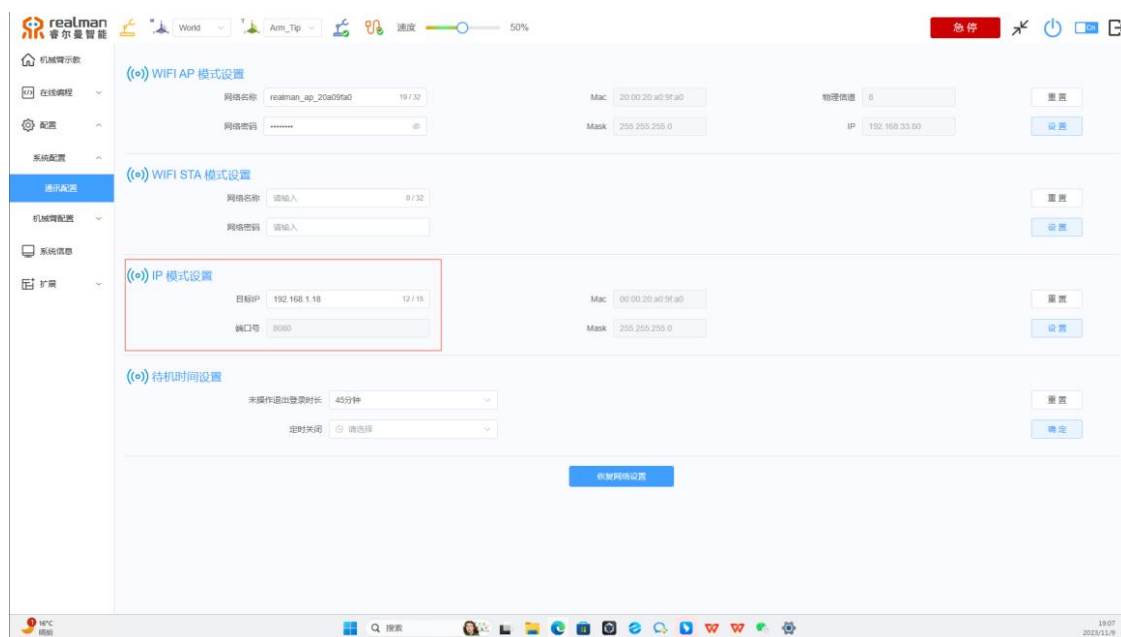 realman
睿尔曼智能
World
Arm_Tip
速度
50%
急停
CH
机械臂示教
在线编程
配置
系统配置
通讯配置
机械臂配置
系统信息
扩展
WIFI AP 模式设置
网络名称 realman_ap_20a09fa0 19 / 32 Mac 20:00:20:a0:9f:a0 物理信道 8 重置
网络密码 •••••••• Mask 255.255.255.0 IP 192.168.33.80 设置
WIFI STA 模式设置
网络名称 请输入 0 / 32 重置
网络密码 请输入 设置
IP 模式设置
目标IP 192.168.1.18 12 / 15 Mac 00:00:20:a0:9f:a0 重置
端口号 8080 Mask 255.255.255.0 设置
待机时间设置
未操作退出登录时长 45分钟 重置
定时关闭 请选择 确定
恢复网络设置
16°C
晴朗
搜索
19:07
2023/11/9